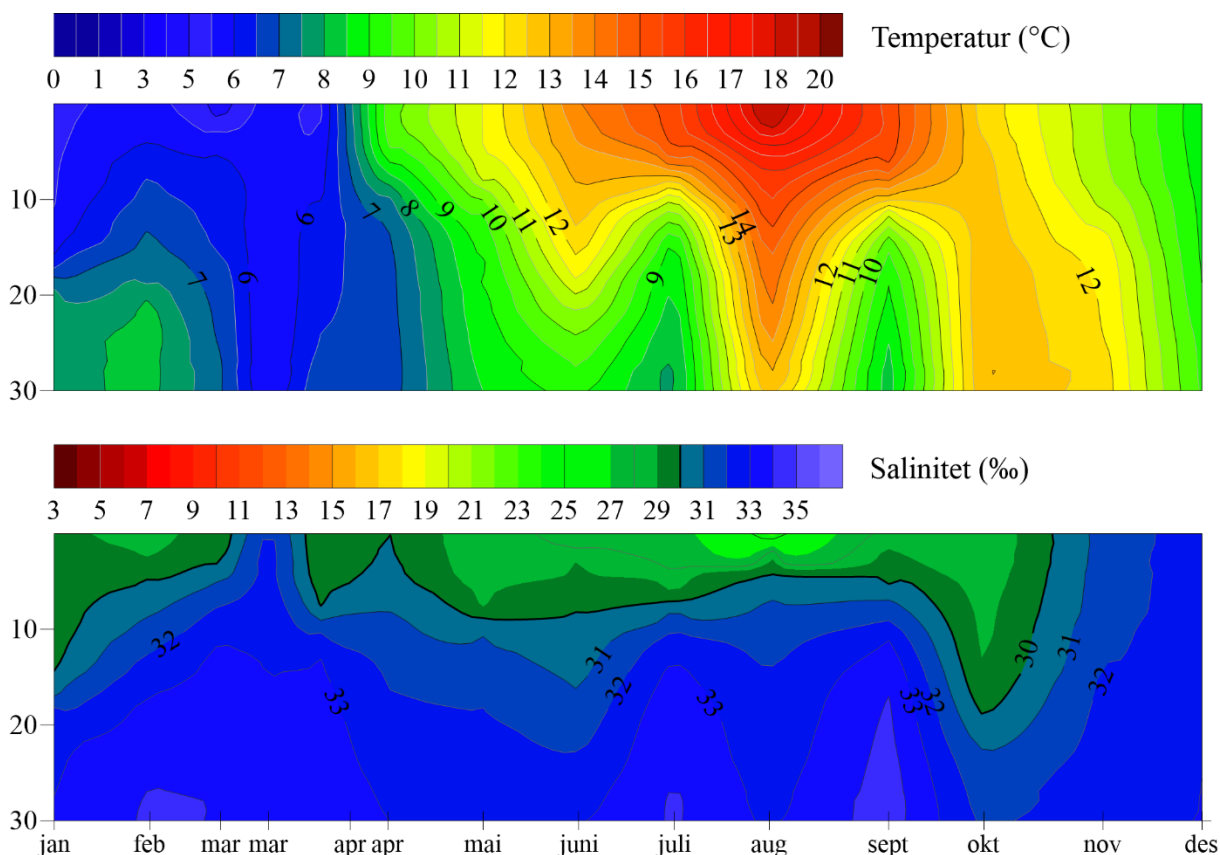 Temperatur (°C)
0 1 3 5 6 7 8 9 11 12 13 14 15 16 17 18 20
10
20
30
7 6 6 7 8 9 10 11 12 9 14 13 12 11 10 12
Salinitet (‰)
3 5 7 9 11 13 15 17 19 21 23 25 27 29 31 33 35
10
20
30
32 33 31 32 33 33 32 30 31 32
jan feb mar mar apr apr mai juni juli aug sept okt nov des